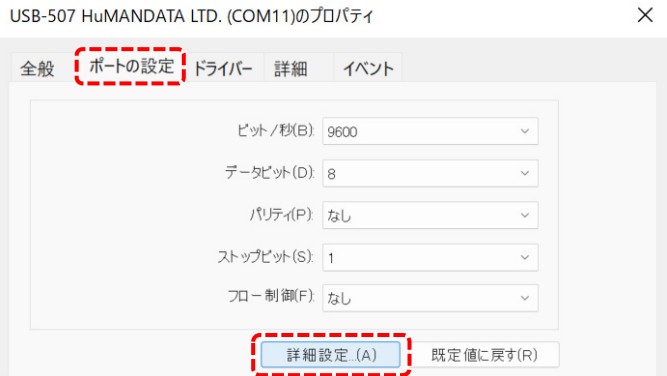 USB-507 HuMANDATA LTD. (COM11)のプロパティ
全般 ポートの設定 ドライバー 詳細 イベント
ビット/秒(B): 9600
データビット(D): 8
パリティ(P): なし
ストップビット(S): 1
フロー制御(F): なし
詳細設定...(A) 既定値に戻す(R)